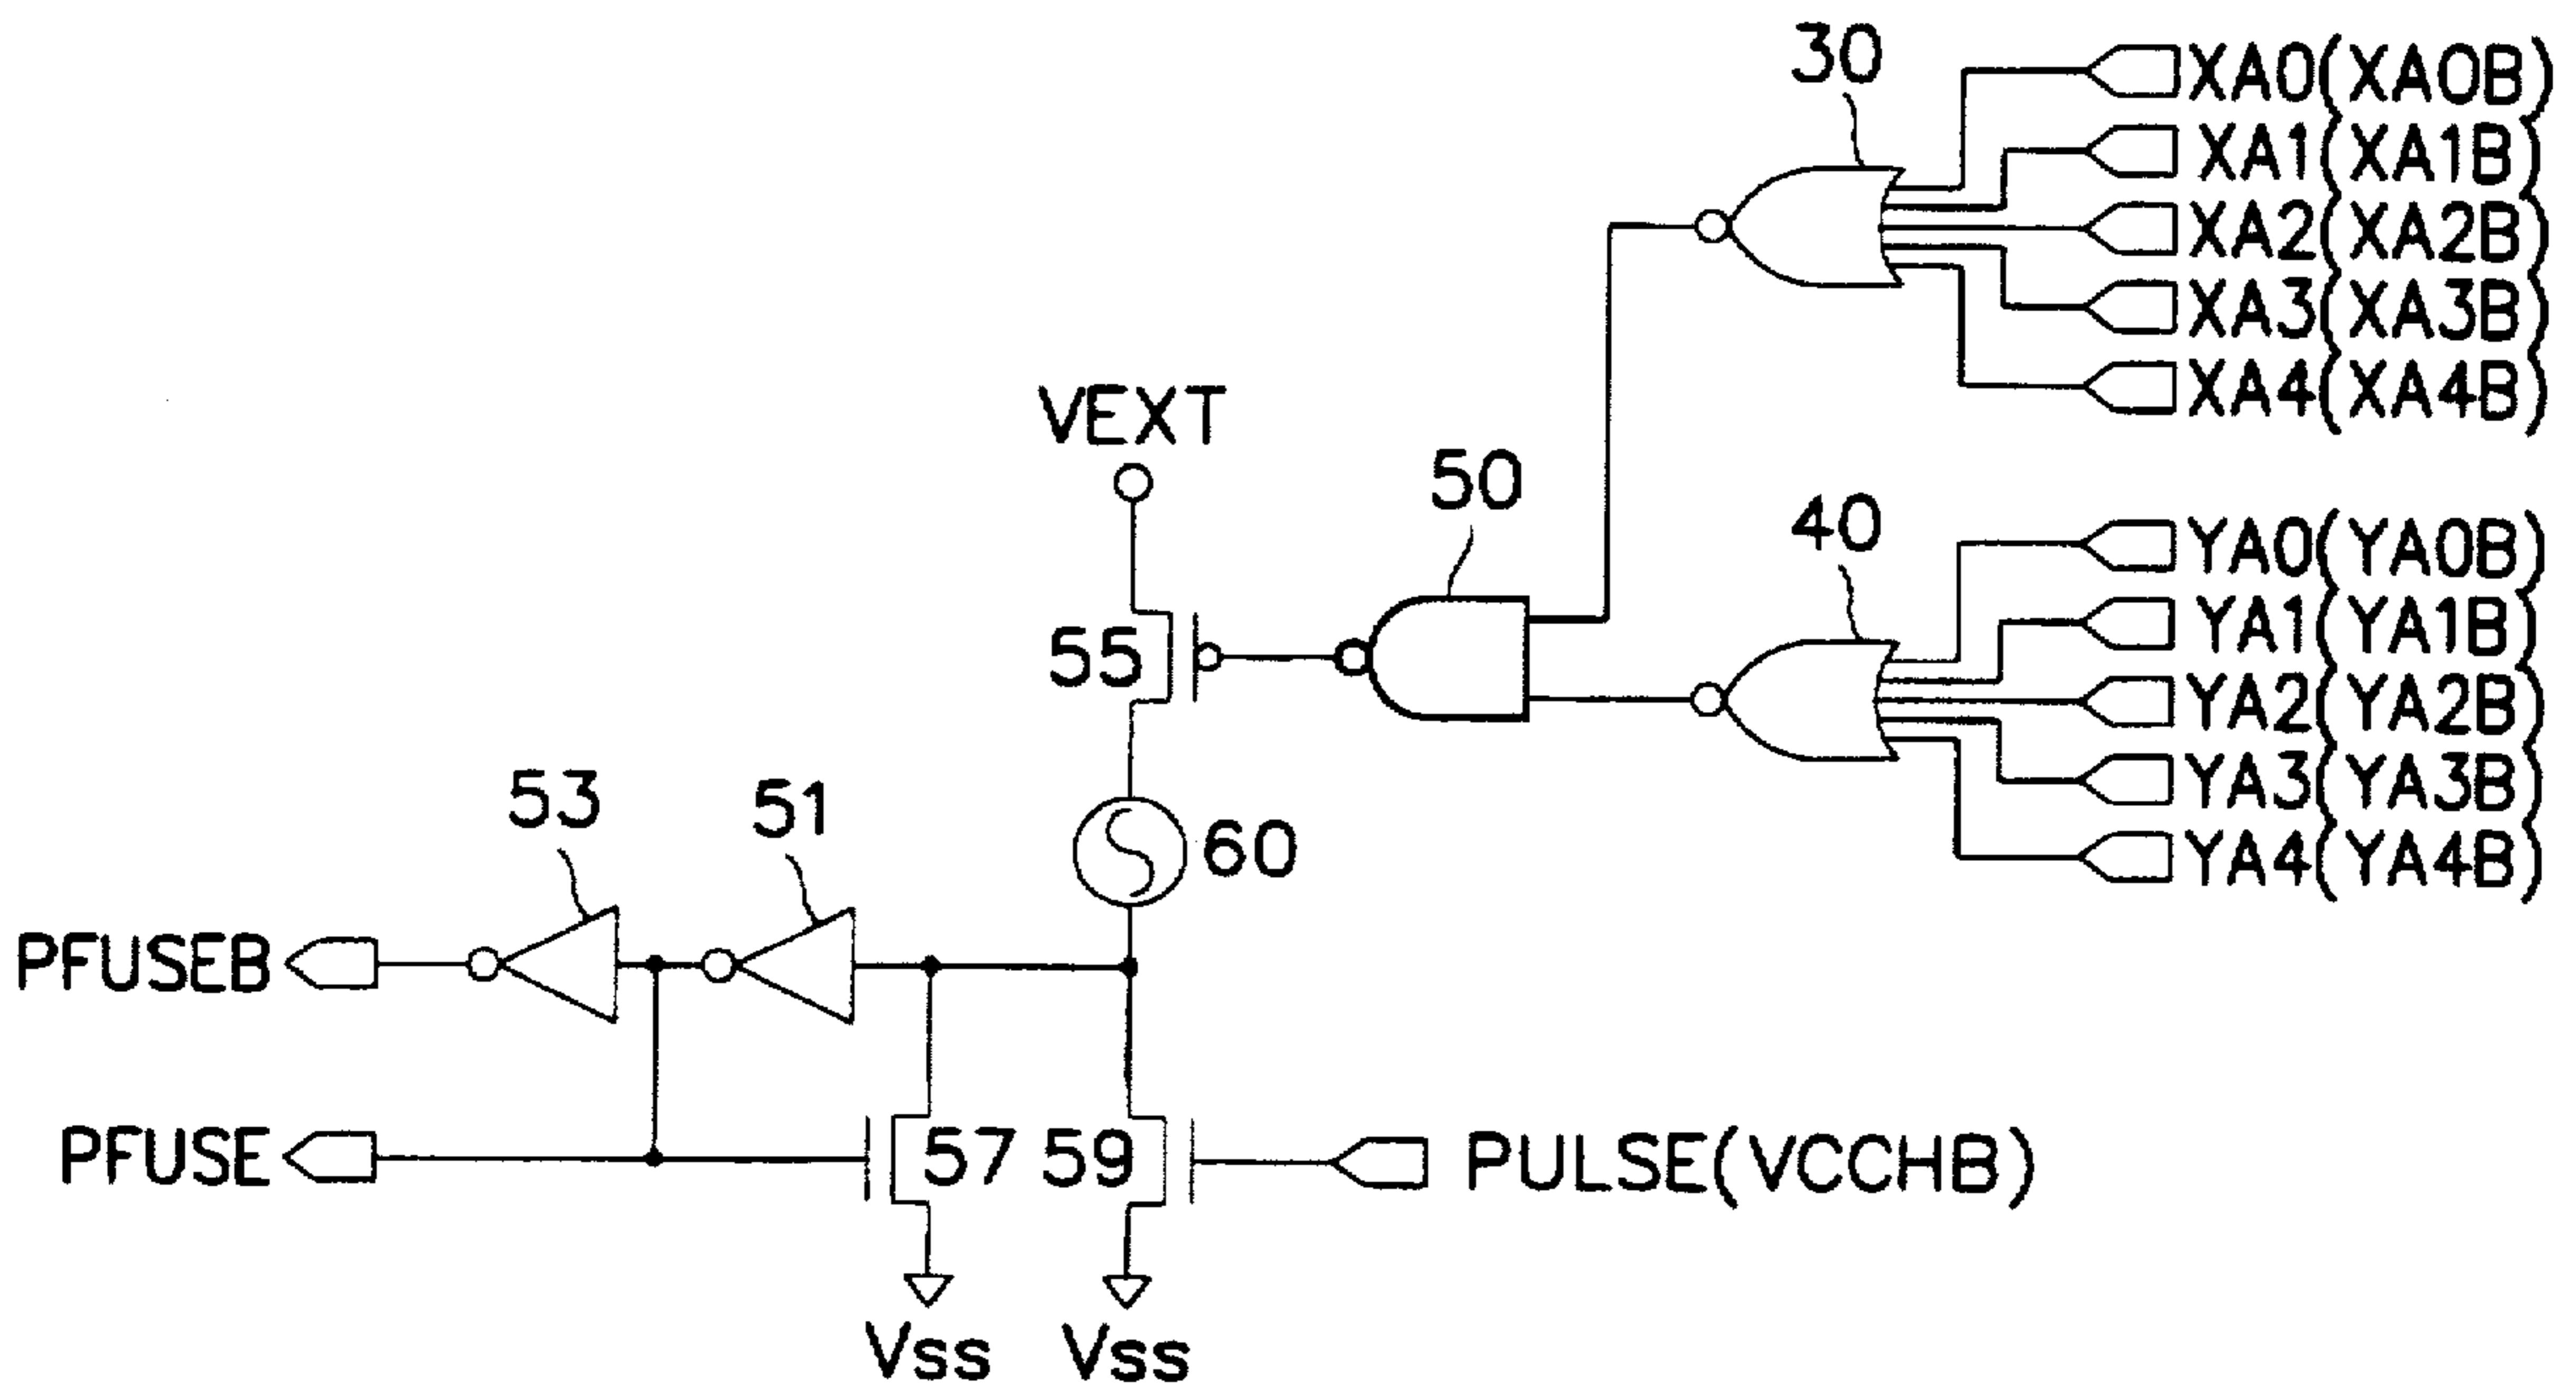 30
XA0(XA0B)
XA1(XA1B)
XA2(XA2B)
XA3(XA3B)
XA4(XA4B)
VEXT
50
40
YA0(YA0B)
YA1(YA1B)
YA2(YA2B)
YA3(YA3B)
YA4(YA4B)
55
53
51
60
PFUSEB
PFUSE
57
59
PULSE(VCCHB)
Vss
Vss